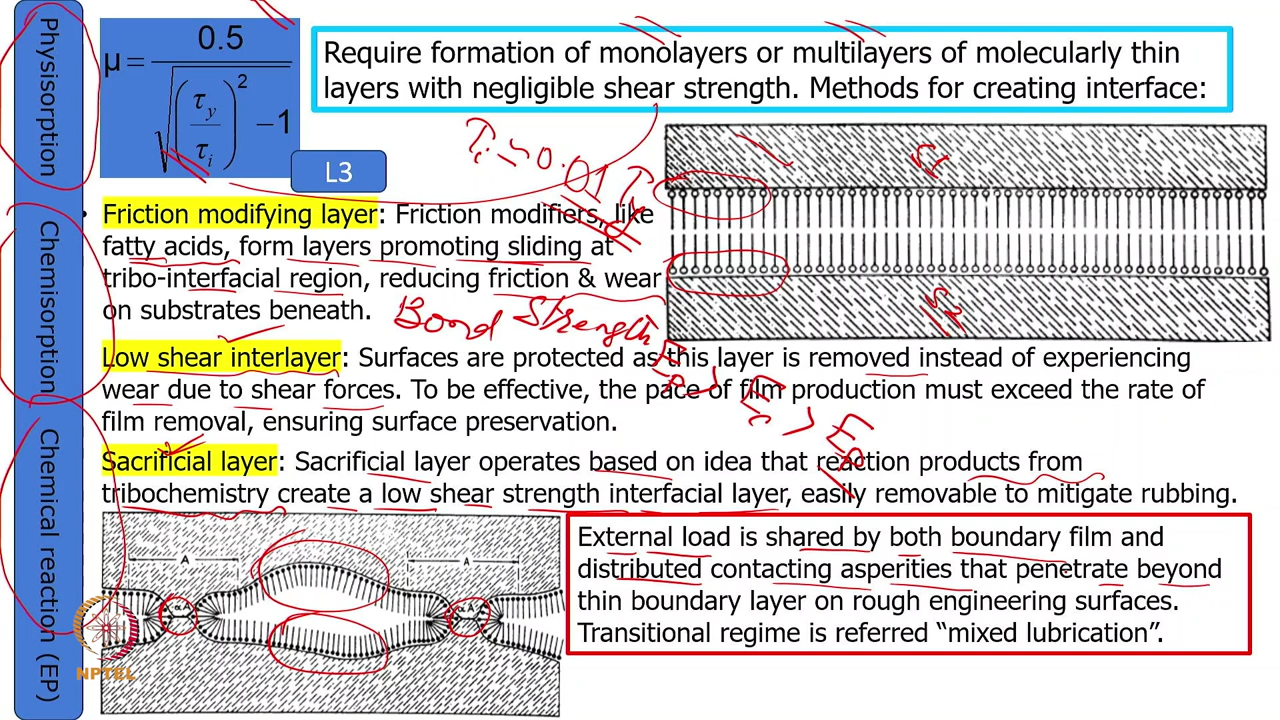 Physisorption
Chemisorption
Chemical reaction (EP)
μ = 0.5 / √((τy/τi)² − 1)
L3
Require formation of monolayers or multilayers of molecularly thin
layers with negligible shear strength. Methods for creating interface:
S1
S2
• Friction modifying layer: Friction modifiers, like
fatty acids, form layers promoting sliding at
tribo-interfacial region, reducing friction & wear
on substrates beneath.
Bond Strength
Low shear interlayer: Surfaces are protected as this layer is removed instead of experiencing
wear due to shear forces. To be effective, the pace of film production must exceed the rate of
film removal, ensuring surface preservation.
Sacrificial layer: Sacrificial layer operates based on idea that reaction products from
tribochemistry create a low shear strength interfacial layer, easily removable to mitigate rubbing.
A
A
αA
αA
NPTEL
External load is shared by both boundary film and
distributed contacting asperities that penetrate beyond
thin boundary layer on rough engineering surfaces.
Transitional regime is referred “mixed lubrication”.